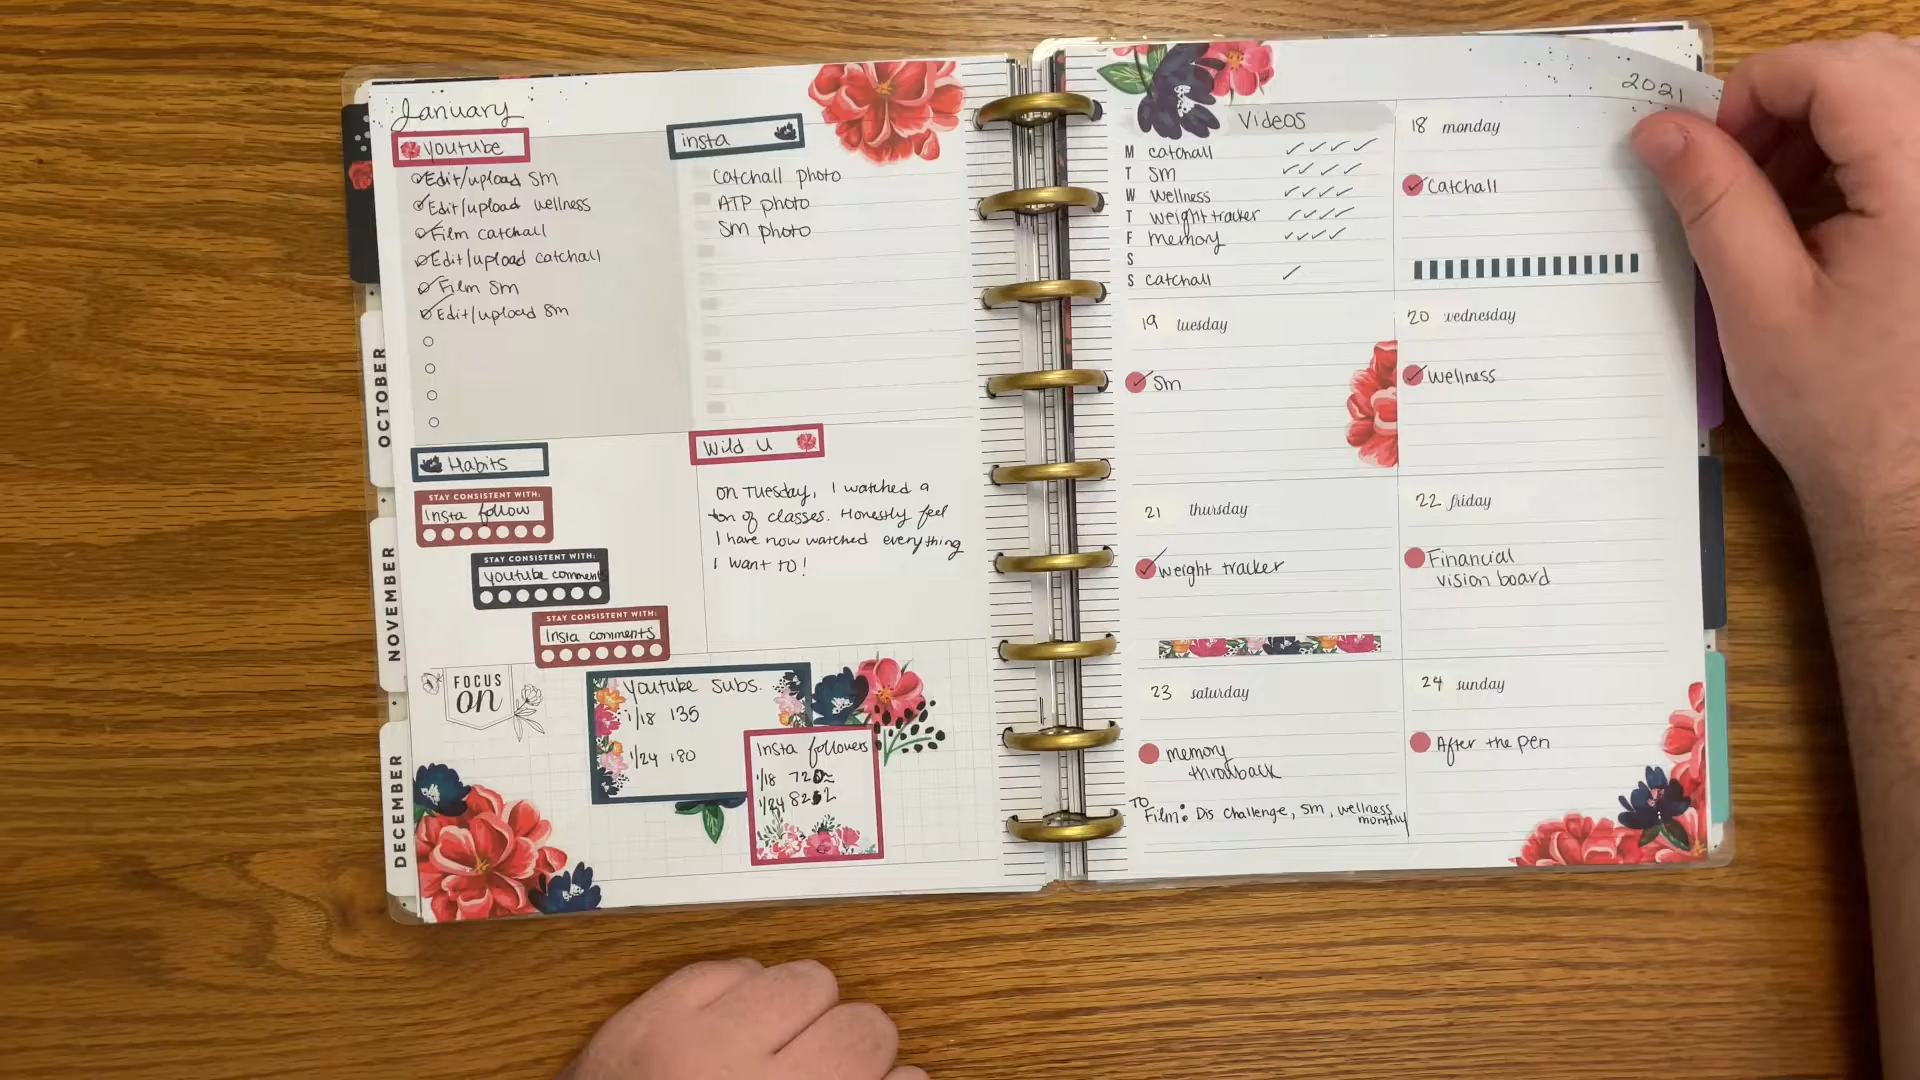 January
youtube
Edit/upload Sm
Edit/upload wellness
Film catchall
Edit/upload catchall
Film Sm
Edit/upload Sm
insta
Catchall photo
ATP photo
Sm photo
Habits
STAY CONSISTENT WITH:
Insta follow
STAY CONSISTENT WITH:
youtube comment
STAY CONSISTENT WITH:
Insta comments
Wild U
On Tuesday, I watched a
ton of classes. Honestly feel
I have now watched everything
I want to!
FOCUS
on
Youtube Subs.
1/18 135
1/24 180
Insta followers
1/18
1/24
OCTOBER
NOVEMBER
DECEMBER
2021
Videos
M catchall
T Sm
W Wellness
T weight tracker
F memory
S
S catchall
18 monday
Catchall
19 tuesday
Sm
20 wednesday
Wellness
21 thursday
weight tracker
22 friday
Financial
vision board
23 saturday
memory
throwback
TO
Film: Dis Challenge, Sm, wellness
monthly
24 sunday
After the pen